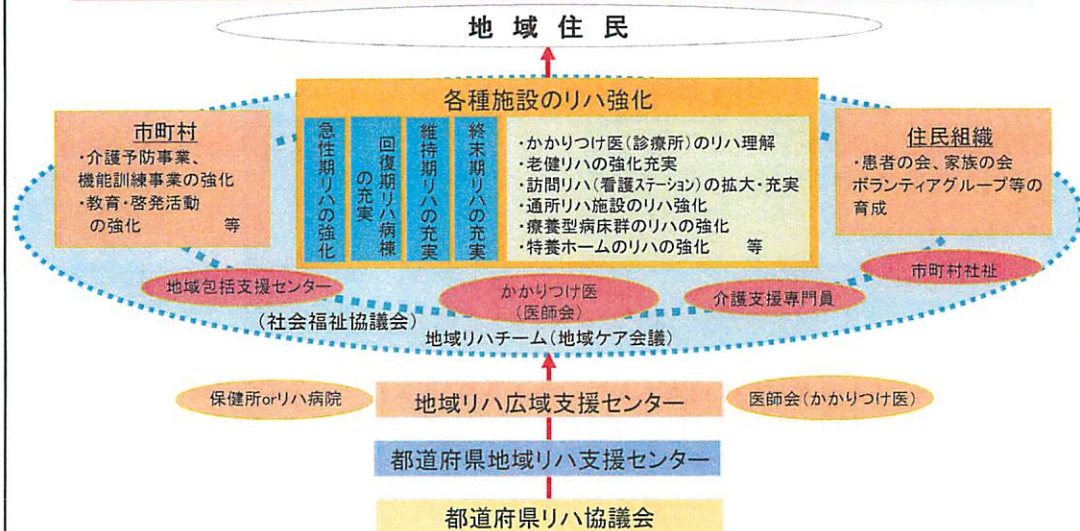 地域住民
各種施設のリハ強化
市町村
・介護予防事業、
機能訓練事業の強化
・教育・啓発活動
の強化 等
急性期リハの強化
回復期リハ病棟
の充実
維持期リハの充実
終末期リハの充実
・かかりつけ医(診療所)のリハ理解
・老健リハの強化充実
・訪問リハ(看護ステーション)の拡大・充実
・通所リハ施設のリハ強化
・療養型病床群のリハの強化
・特養ホームのリハの強化 等
住民組織
・患者の会、家族の会
ボランティアグループ等の
育成
地域包括支援センター
かかりつけ医
(医師会)
介護支援専門員
市町村社祉
(社会福祉協議会)
地域リハチーム(地域ケア会議)
保健所orリハ病院
地域リハ広域支援センター
医師会(かかりつけ医)
都道府県地域リハ支援センター
都道府県リハ協議会